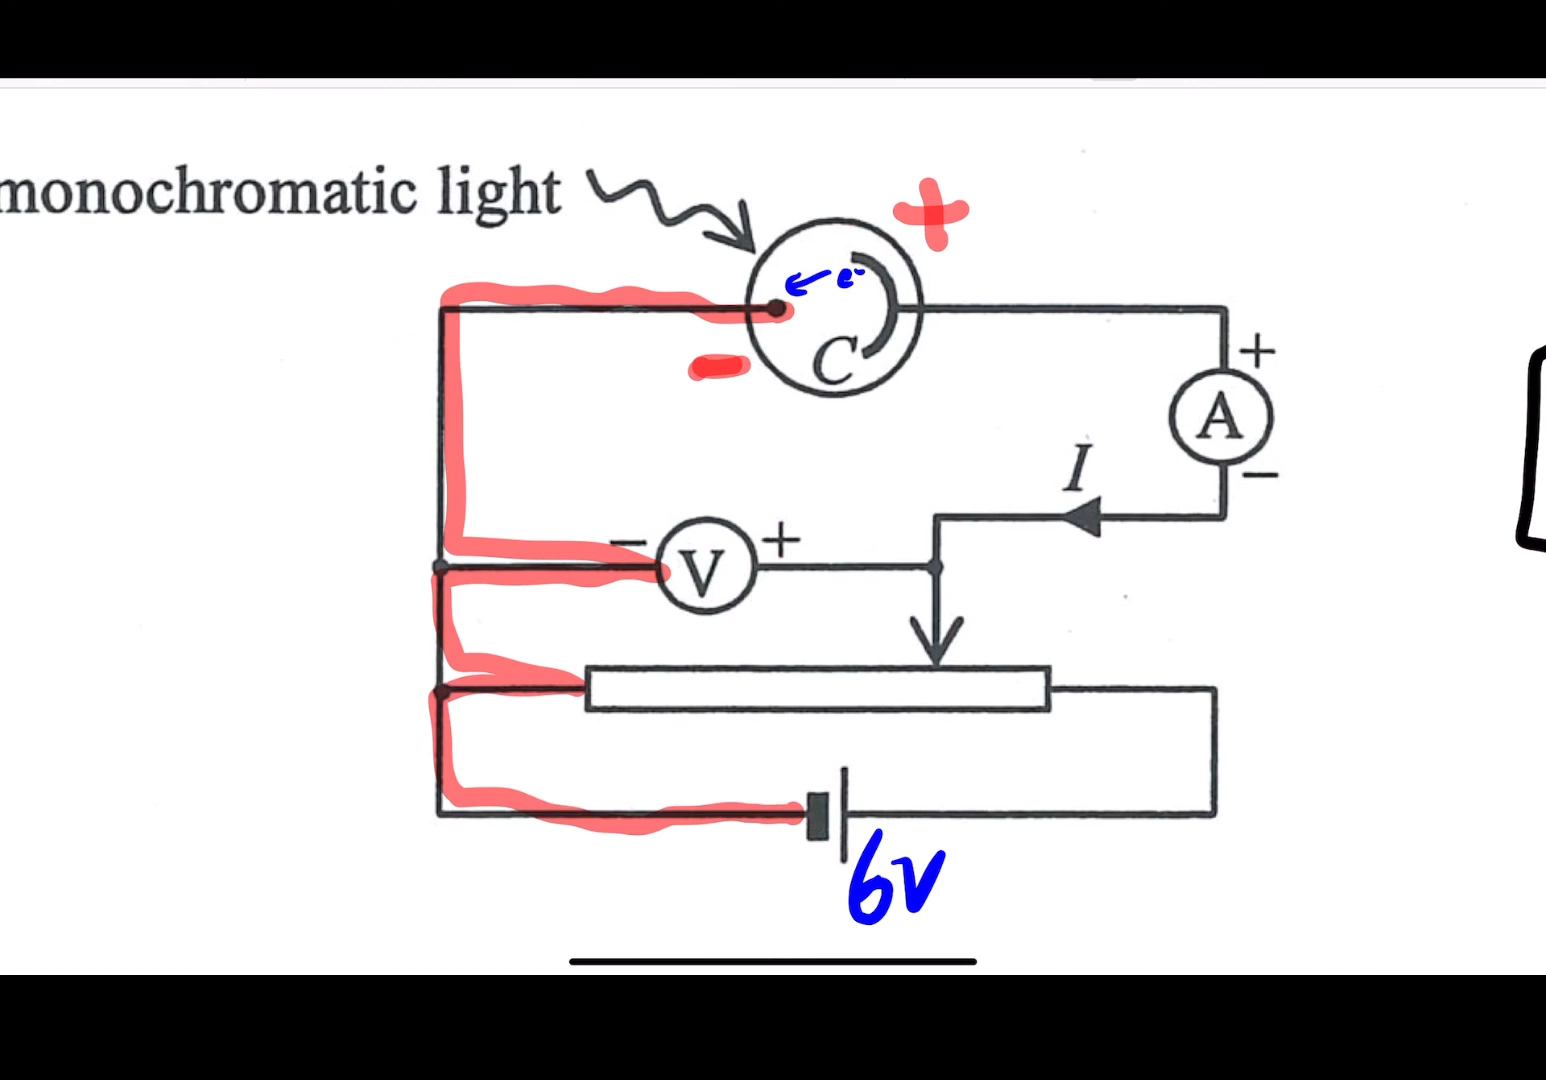 monochromatic light
+
e⁻
C
−
+
A
I
−
− V +
6V